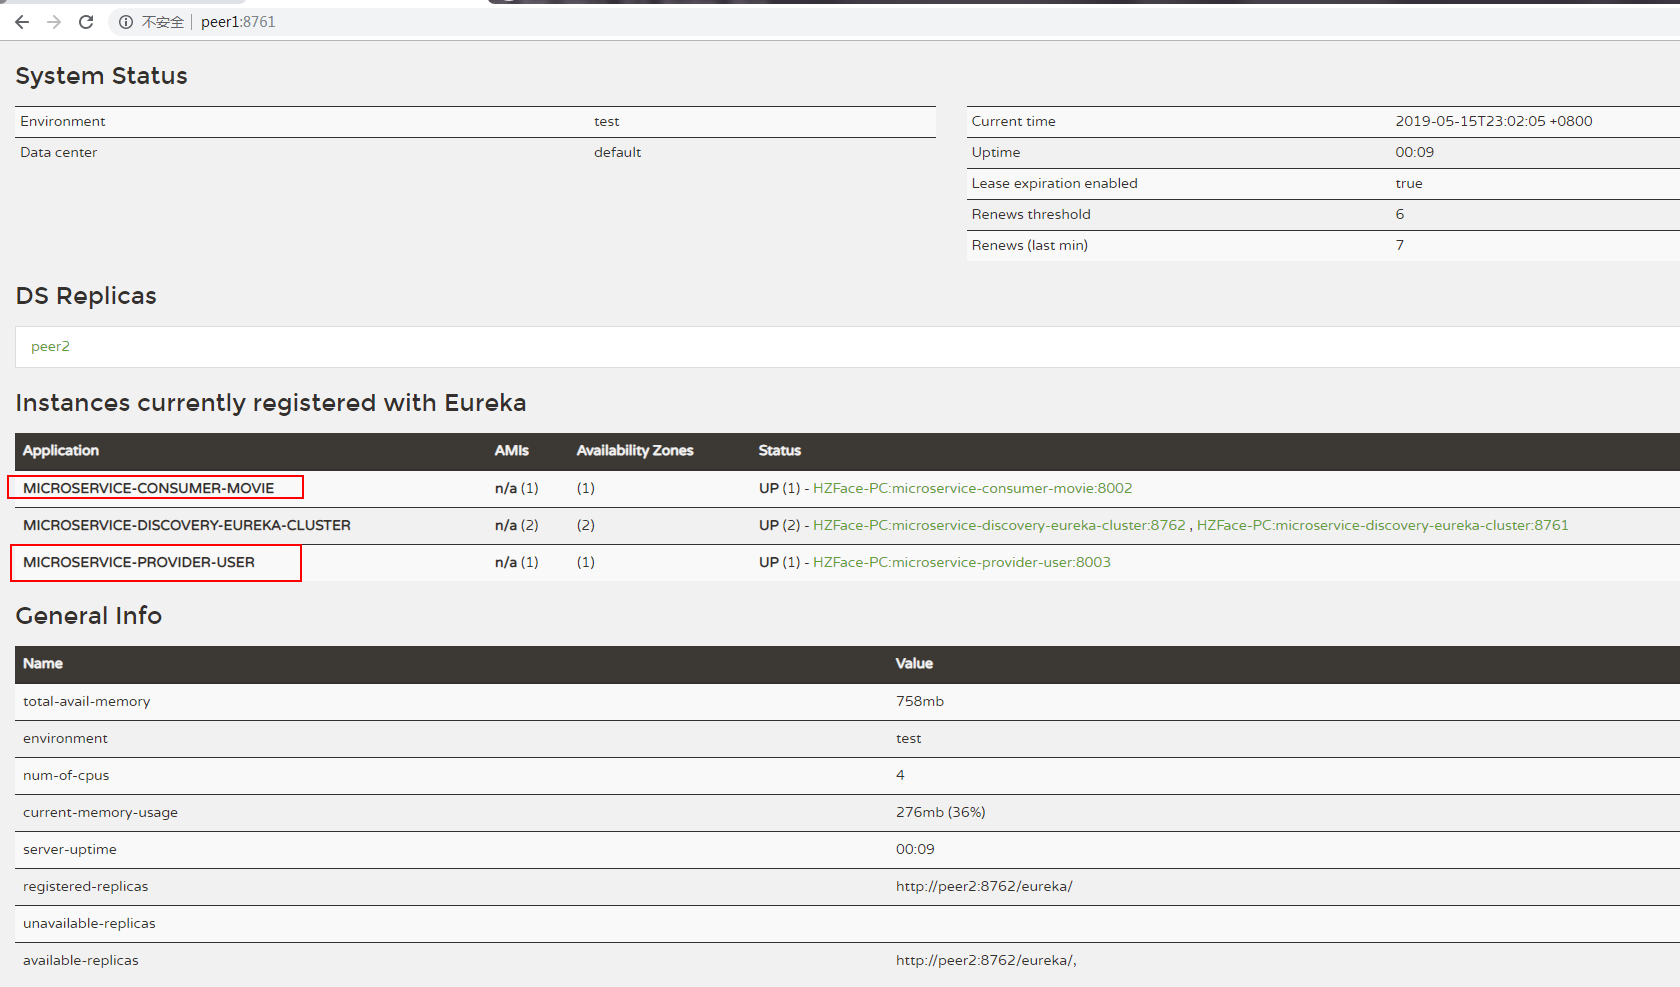 不安全 peer1:8761
System Status
Environment test
Data center default
Current time 2019-05-15T23:02:05 +0800
Uptime 00:09
Lease expiration enabled true
Renews threshold 6
Renews (last min) 7
DS Replicas
peer2
Instances currently registered with Eureka
Application AMIs Availability Zones Status
MICROSERVICE-CONSUMER-MOVIE n/a (1) (1) UP (1) - HZFace-PC:microservice-consumer-movie:8002
MICROSERVICE-DISCOVERY-EUREKA-CLUSTER n/a (2) (2) UP (2) - HZFace-PC:microservice-discovery-eureka-cluster:8762 , HZFace-PC:microservice-discovery-eureka-cluster:8761
MICROSERVICE-PROVIDER-USER n/a (1) (1) UP (1) - HZFace-PC:microservice-provider-user:8003
General Info
Name Value
total-avail-memory 758mb
environment test
num-of-cpus 4
current-memory-usage 276mb (36%)
server-uptime 00:09
registered-replicas http://peer2:8762/eureka/
unavailable-replicas
available-replicas http://peer2:8762/eureka/,